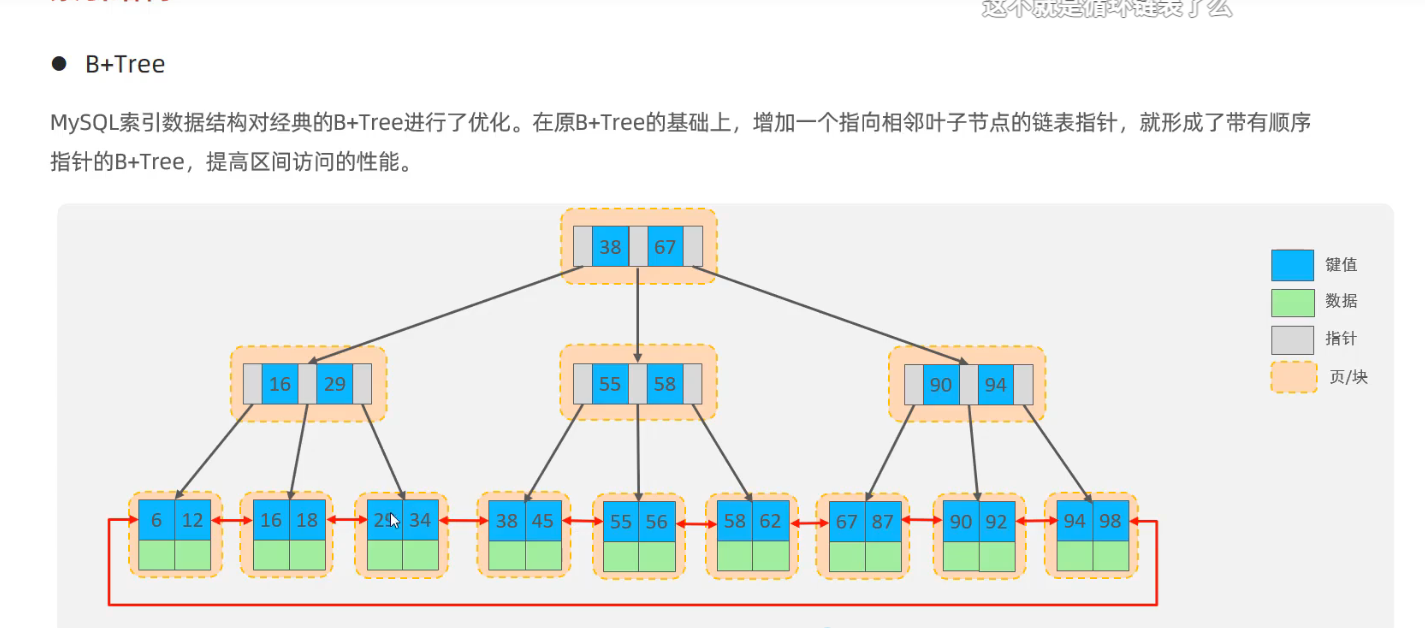 这不就是循环链表了么
● B+Tree
MySQL索引数据结构对经典的B+Tree进行了优化。在原B+Tree的基础上，增加一个指向相邻叶子节点的链表指针，就形成了带有顺序
指针的B+Tree，提高区间访问的性能。
38 67
键值
数据
指针
页/块
16 29
55 58
90 94
6 12 16 18 29 34 38 45 55 56 58 62 67 87 90 92 94 98